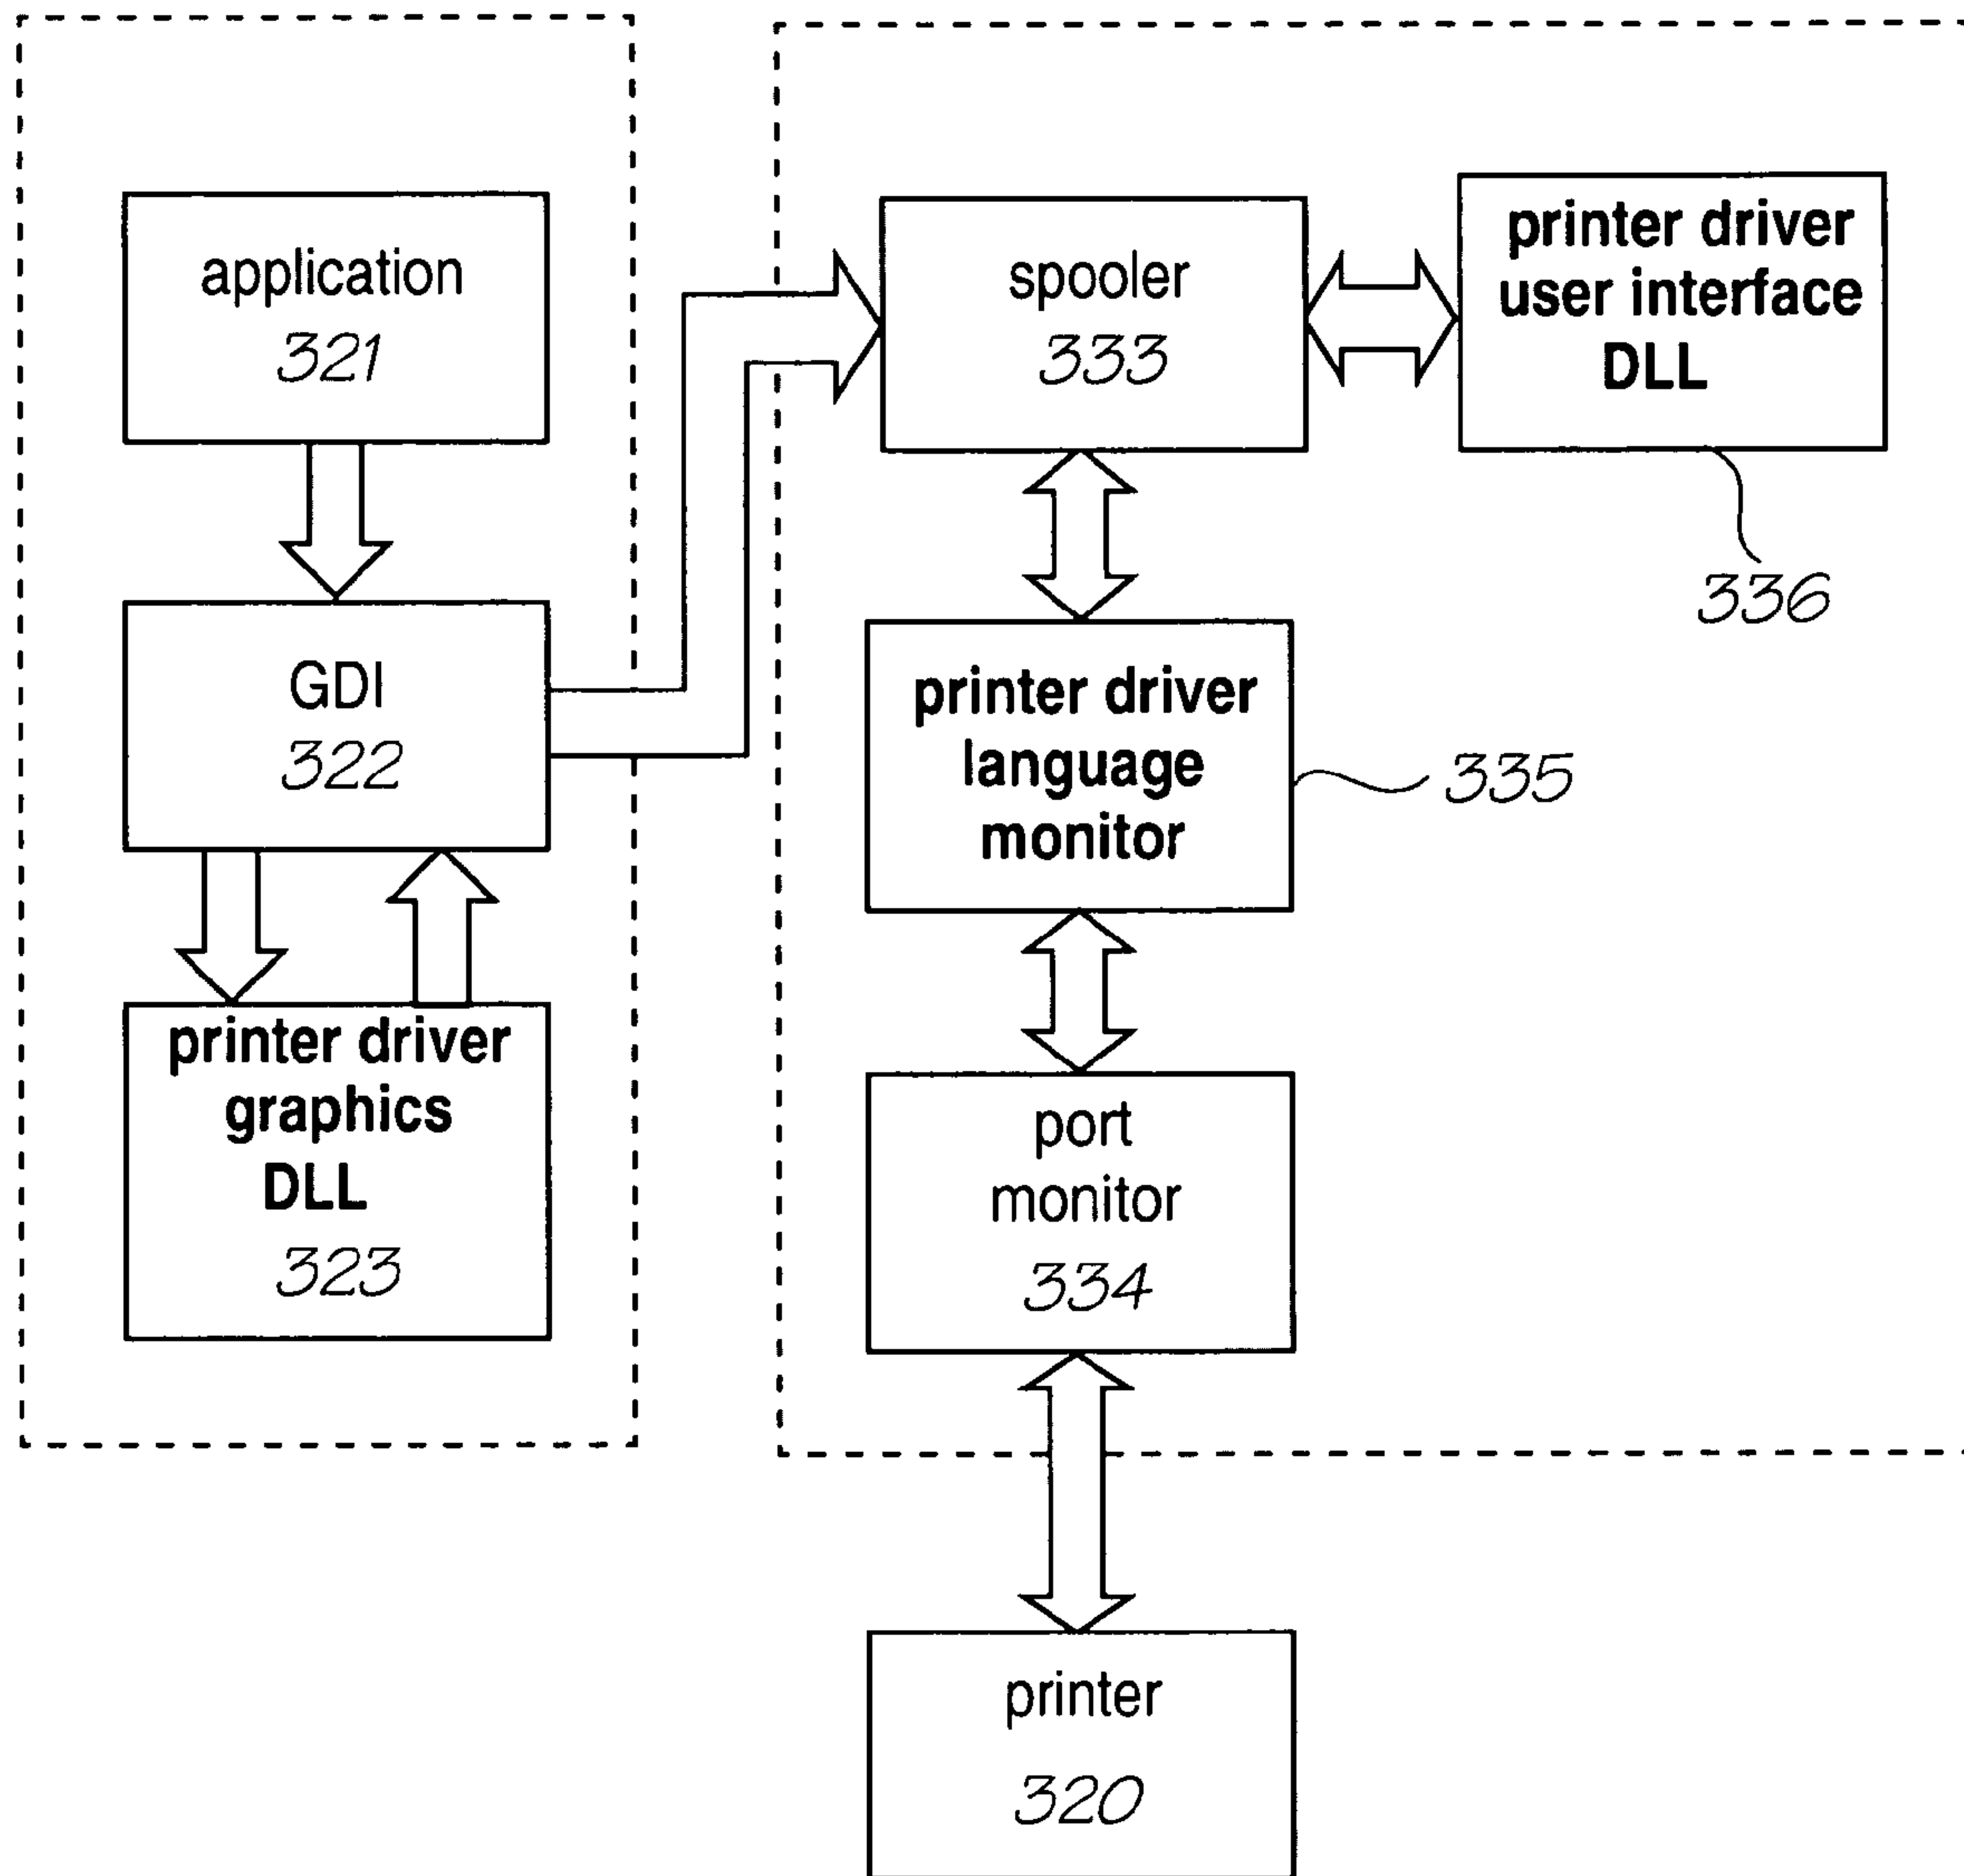 application
321
GDI
322
printer driver
graphics
DLL
323
spooler
333
printer driver
user interface
DLL
336
printer driver
language
monitor
335
port
monitor
334
printer
320